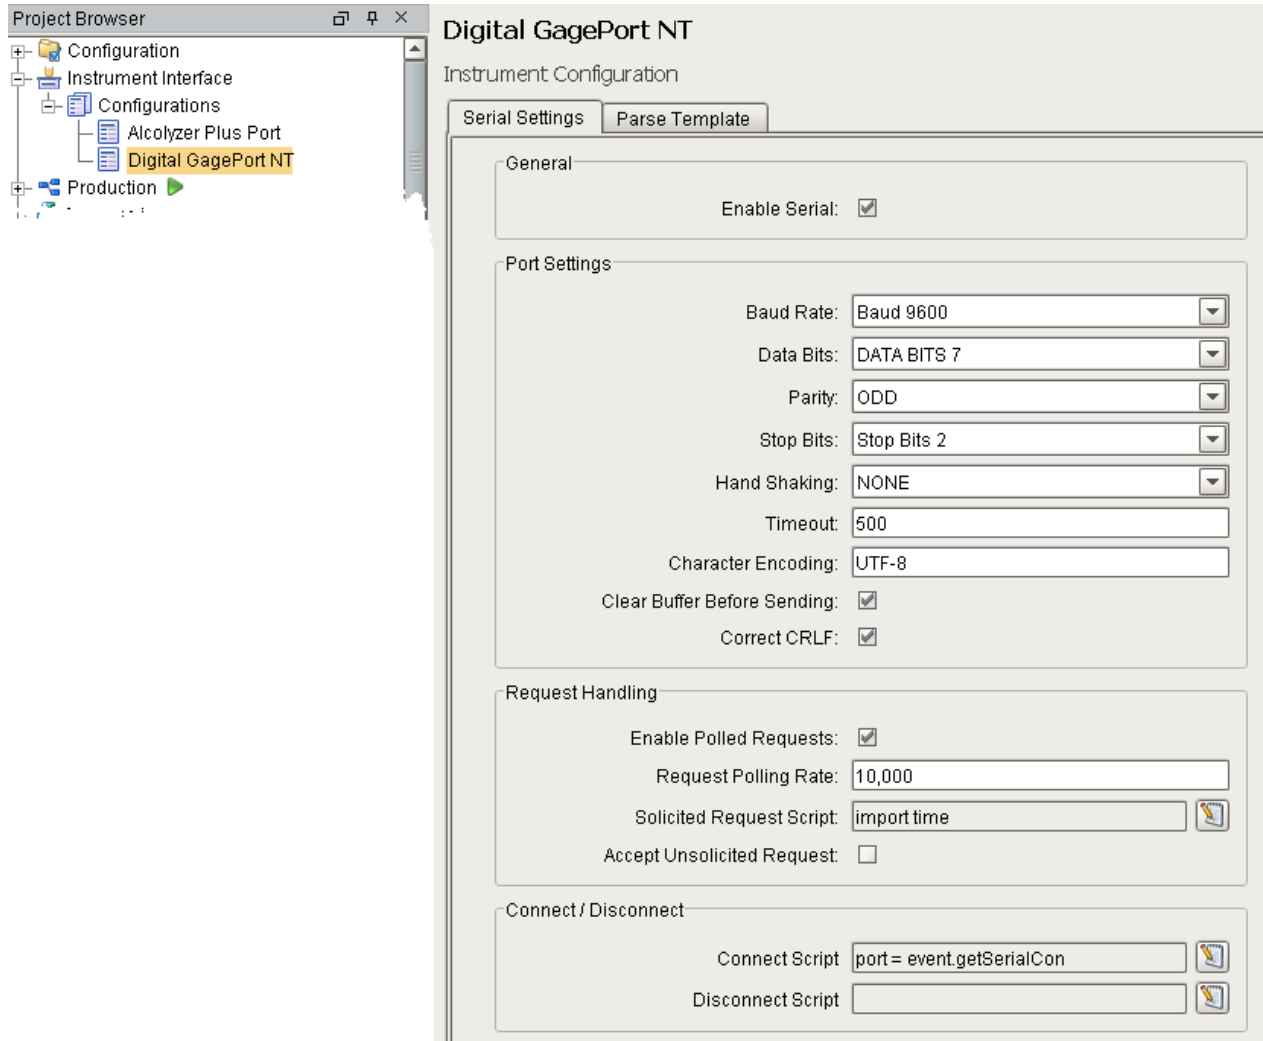 Project Browser
Configuration
Instrument Interface
Configurations
Alcolyzer Plus Port
Digital GagePort NT
Production
Digital GagePort NT
Instrument Configuration
Serial Settings
Parse Template
General
Enable Serial:
Port Settings
Baud Rate: Baud 9600
Data Bits: DATA BITS 7
Parity: ODD
Stop Bits: Stop Bits 2
Hand Shaking: NONE
Timeout: 500
Character Encoding: UTF-8
Clear Buffer Before Sending:
Correct CRLF:
Request Handling
Enable Polled Requests:
Request Polling Rate: 10,000
Solicited Request Script: import time
Accept Unsolicited Request:
Connect / Disconnect
Connect Script port = event.getSerialCon
Disconnect Script